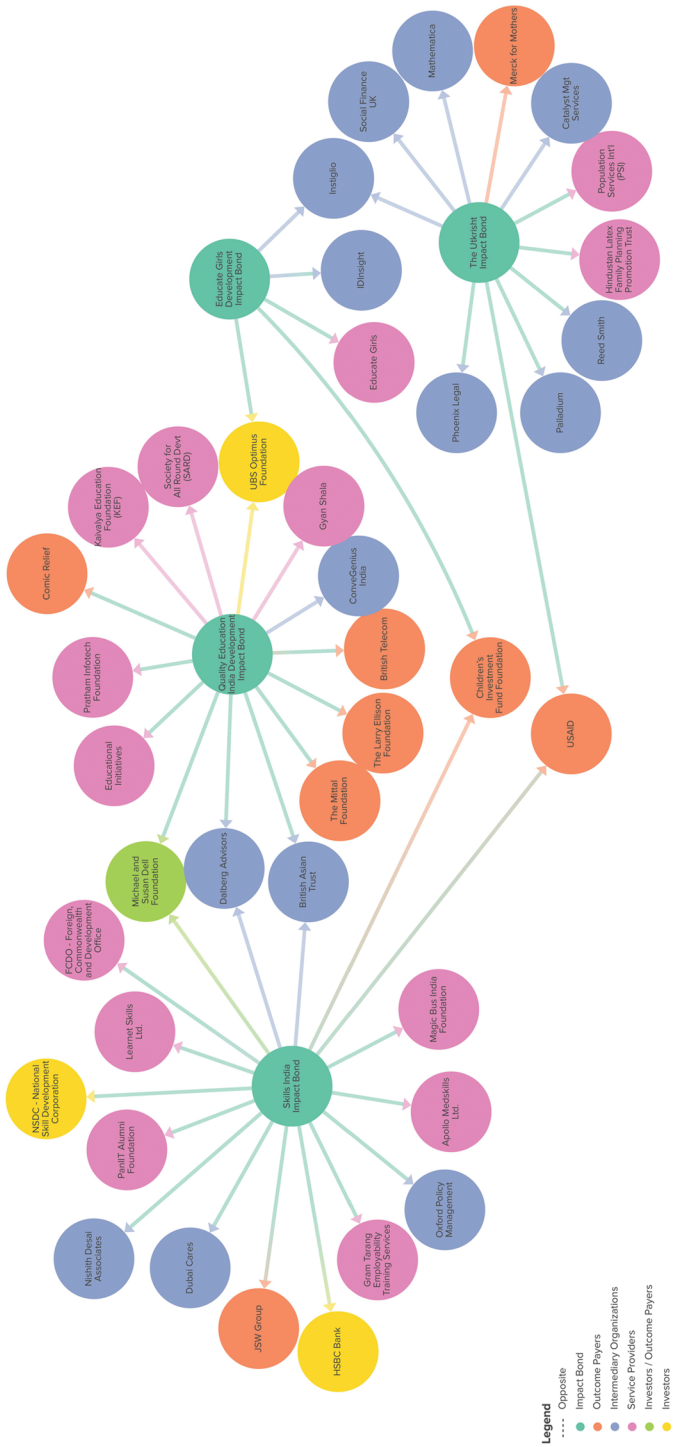 NSDC - National
Skill Development
Corporation
FCDO - Foreign,
Commonwealth
and Development
Office
Learnet Skills
Ltd.
PanIIT Alumni
Foundation
Nishith Desai
Associates
Dubai Cares
JSW Group
HSBC Bank
Gram Tarang
Employability
Training Services
Oxford Policy
Management
Apollo Medskills
Ltd.
Magic Bus India
Foundation
Skills India
Impact Bond
Michael and
Susan Dell
Foundation
Dalberg Advisors
British Asian
Trust
Educational
Initiatives
Pratham Infotech
Foundation
Comic Relief
Kaivalya Education
Foundation
(KEF)
Society for
All Round Devt
(SARD)
UBS Optimus
Foundation
Gyan Shala
ConveGenius
India
British Telecom
The Larry Ellison
Foundation
The Mittal
Foundation
Quality Education
India Development
Impact Bond
Educate Girls
Development
Impact Bond
Instiglio
IDInsight
Educate Girls
Children's
Investment
Fund Foundation
USAID
Social Finance
UK
Mathematica
Merck for Mothers
Catalyst Mgt
Services
Population
Services Int'l
(PSI)
Hindustan Latex
Family Planning
Promotion Trust
Reed Smith
Palladium
Phoenix Legal
The Utkrisht
Impact Bond
Legend
Opposite
Impact Bond
Outcome Payers
Intermediary Organizations
Service Providers
Investors / Outcome Payers
Investors